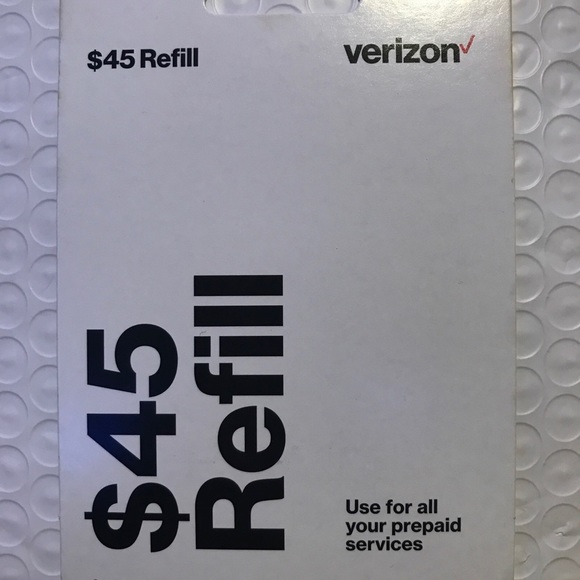 $45 Refill
verizon
$45
Refill
Use for all
your prepaid
services